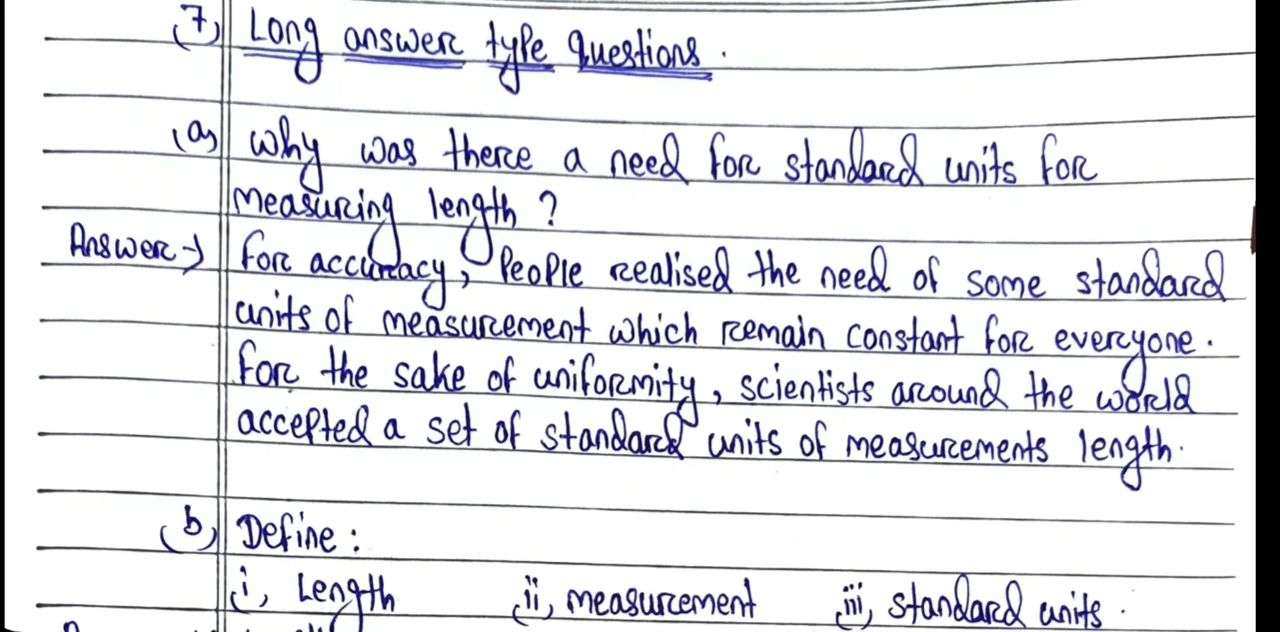 (7) Long answer type Questions.
(a) Why was there a need for standard units for
measuring length?
Answer→ For accuracy, People realised the need of some standard
units of measurement which remain constant for everyone.
For the sake of uniformity, scientists around the world
accepted a set of standard units of measurements length.
(b) Define:
i, Length ii, measurement iii, standard units.